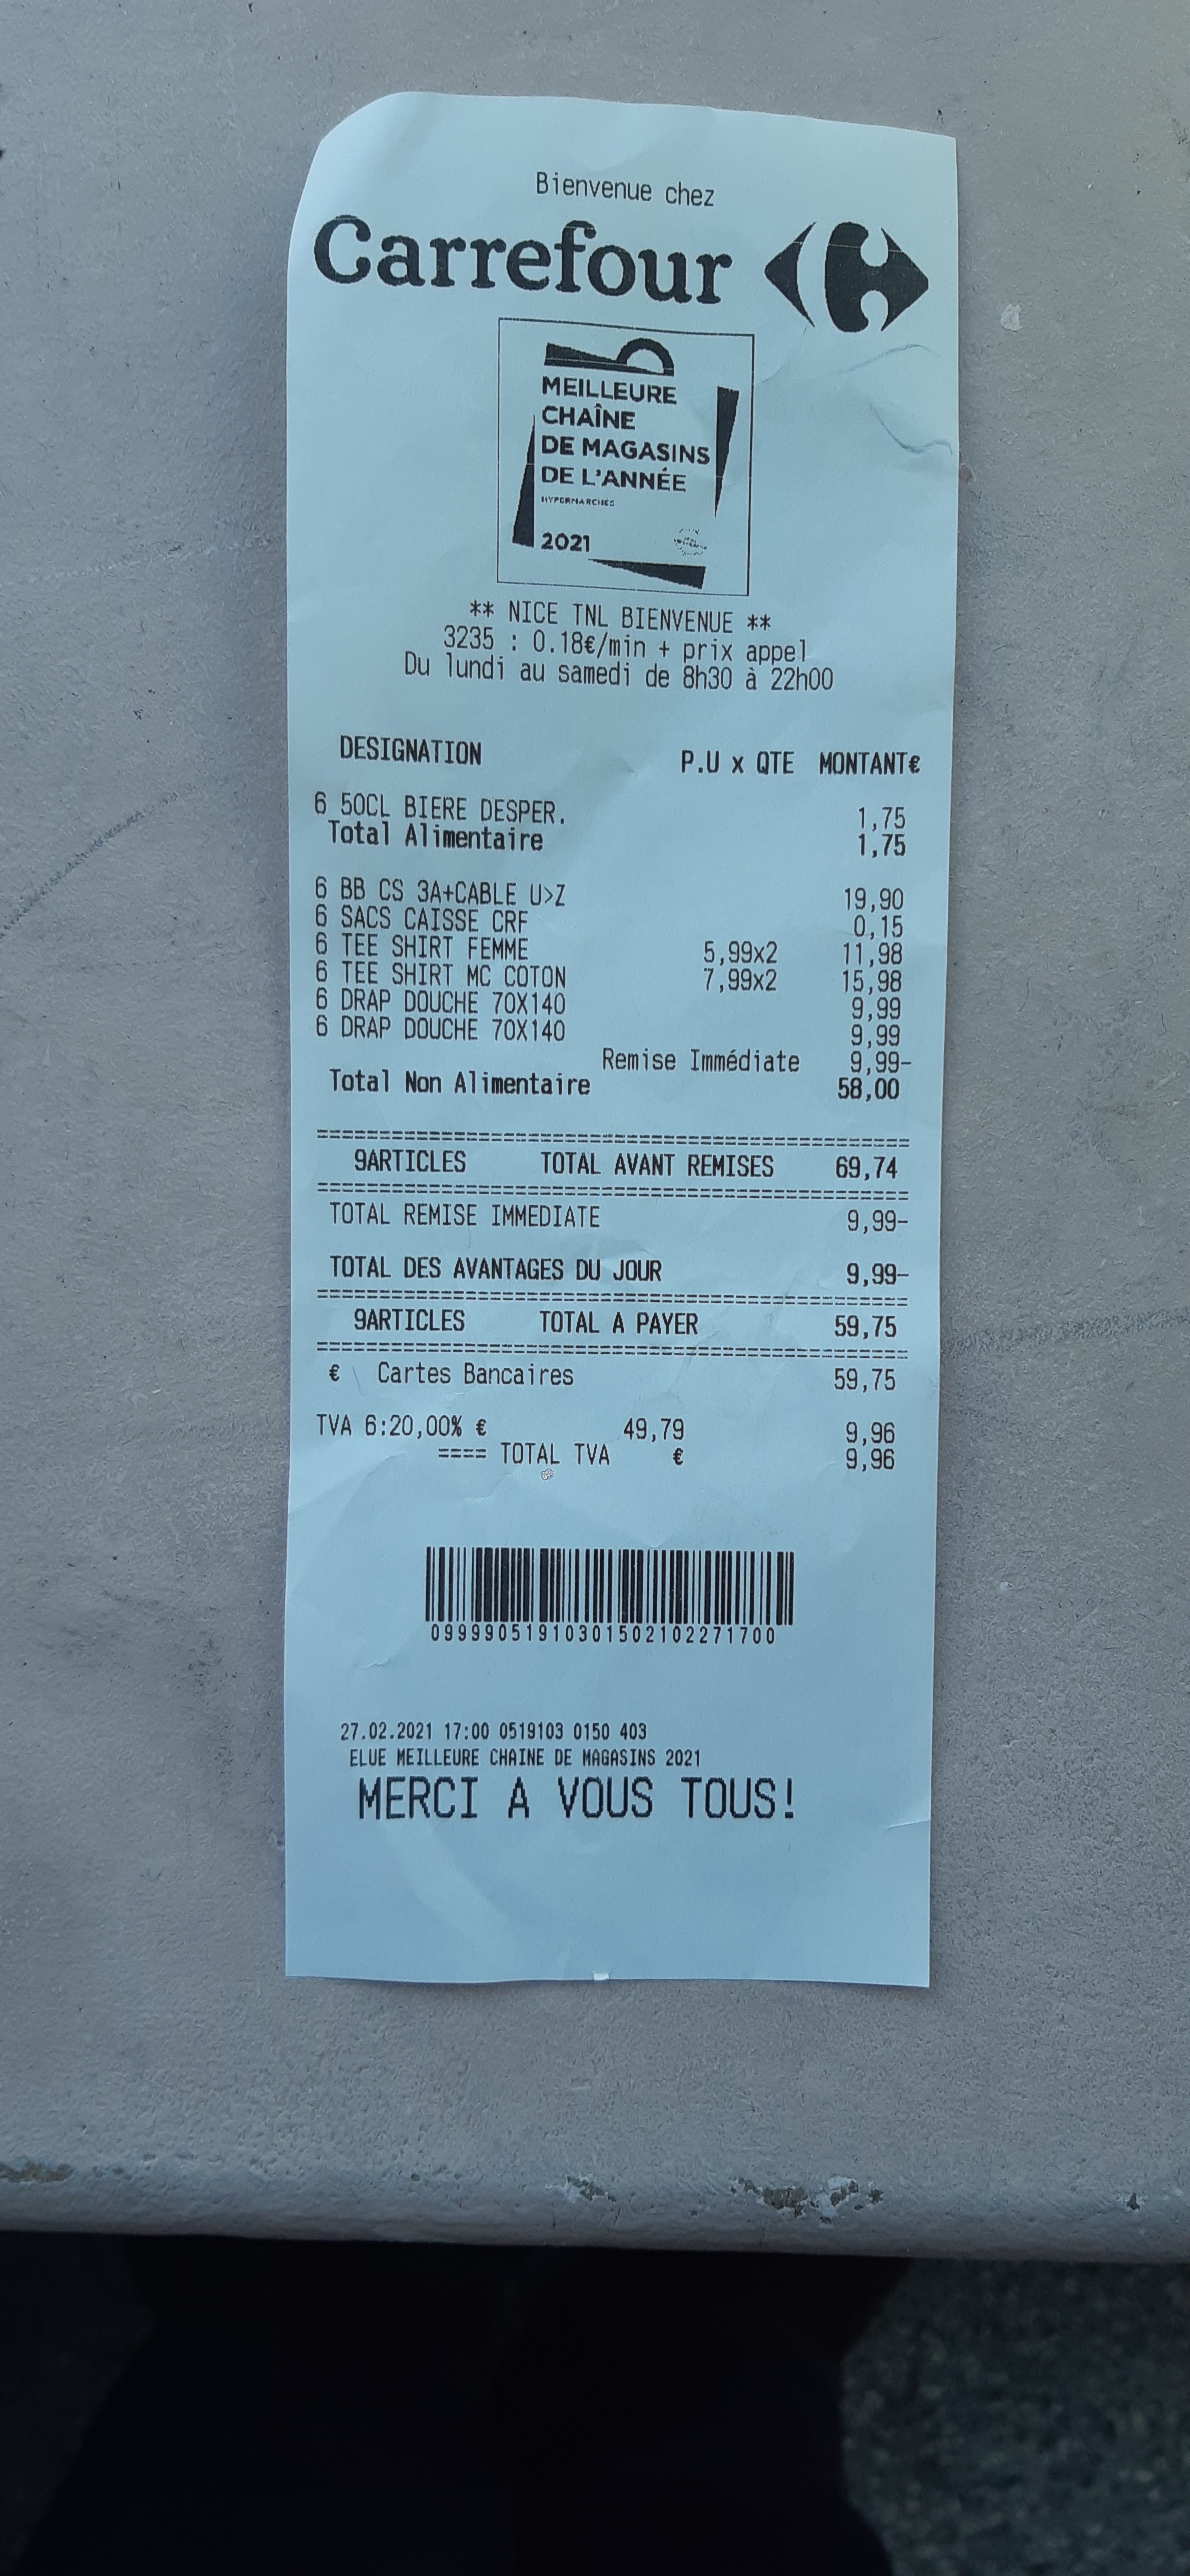 Bienvenue chez
Carrefour
MEILLEURE
CHAÎNE
DE MAGASINS
DE L'ANNÉE
HYPERMARCHÉS
2021
** NICE TNL BIENVENUE **
3235 : 0.18€/min + prix appel
Du lundi au samedi de 8h30 à 22h00
DESIGNATION P.U x QTE MONTANT€
6 50CL BIERE DESPER. 1,75
Total Alimentaire 1,75
6 BB CS 3A+CABLE U>Z 19,90
6 SACS CAISSE CRF 0,15
6 TEE SHIRT FEMME 5,99x2 11,98
6 TEE SHIRT MC COTON 7,99x2 15,98
6 DRAP DOUCHE 70X140 9,99
6 DRAP DOUCHE 70X140 9,99
Remise Immédiate 9,99-
Total Non Alimentaire 58,00
================================================
9ARTICLES TOTAL AVANT REMISES 69,74
================================================
TOTAL REMISE IMMEDIATE 9,99-
TOTAL DES AVANTAGES DU JOUR 9,99-
================================================
9ARTICLES TOTAL A PAYER 59,75
================================================
€ Cartes Bancaires 59,75
TVA 6:20,00% € 49,79 9,96
==== TOTAL TVA € 9,96
099999051910301502102271700
27.02.2021 17:00 0519103 0150 403
ELUE MEILLEURE CHAINE DE MAGASINS 2021
MERCI A VOUS TOUS!